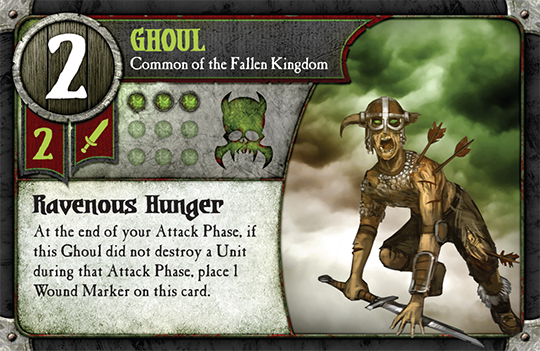 2
GHOUL
Common of the Fallen Kingdom
2
Ravenous Hunger
At the end of your Attack Phase, if
this Ghoul did not destroy a Unit
during that Attack Phase, place 1
Wound Marker on this card.